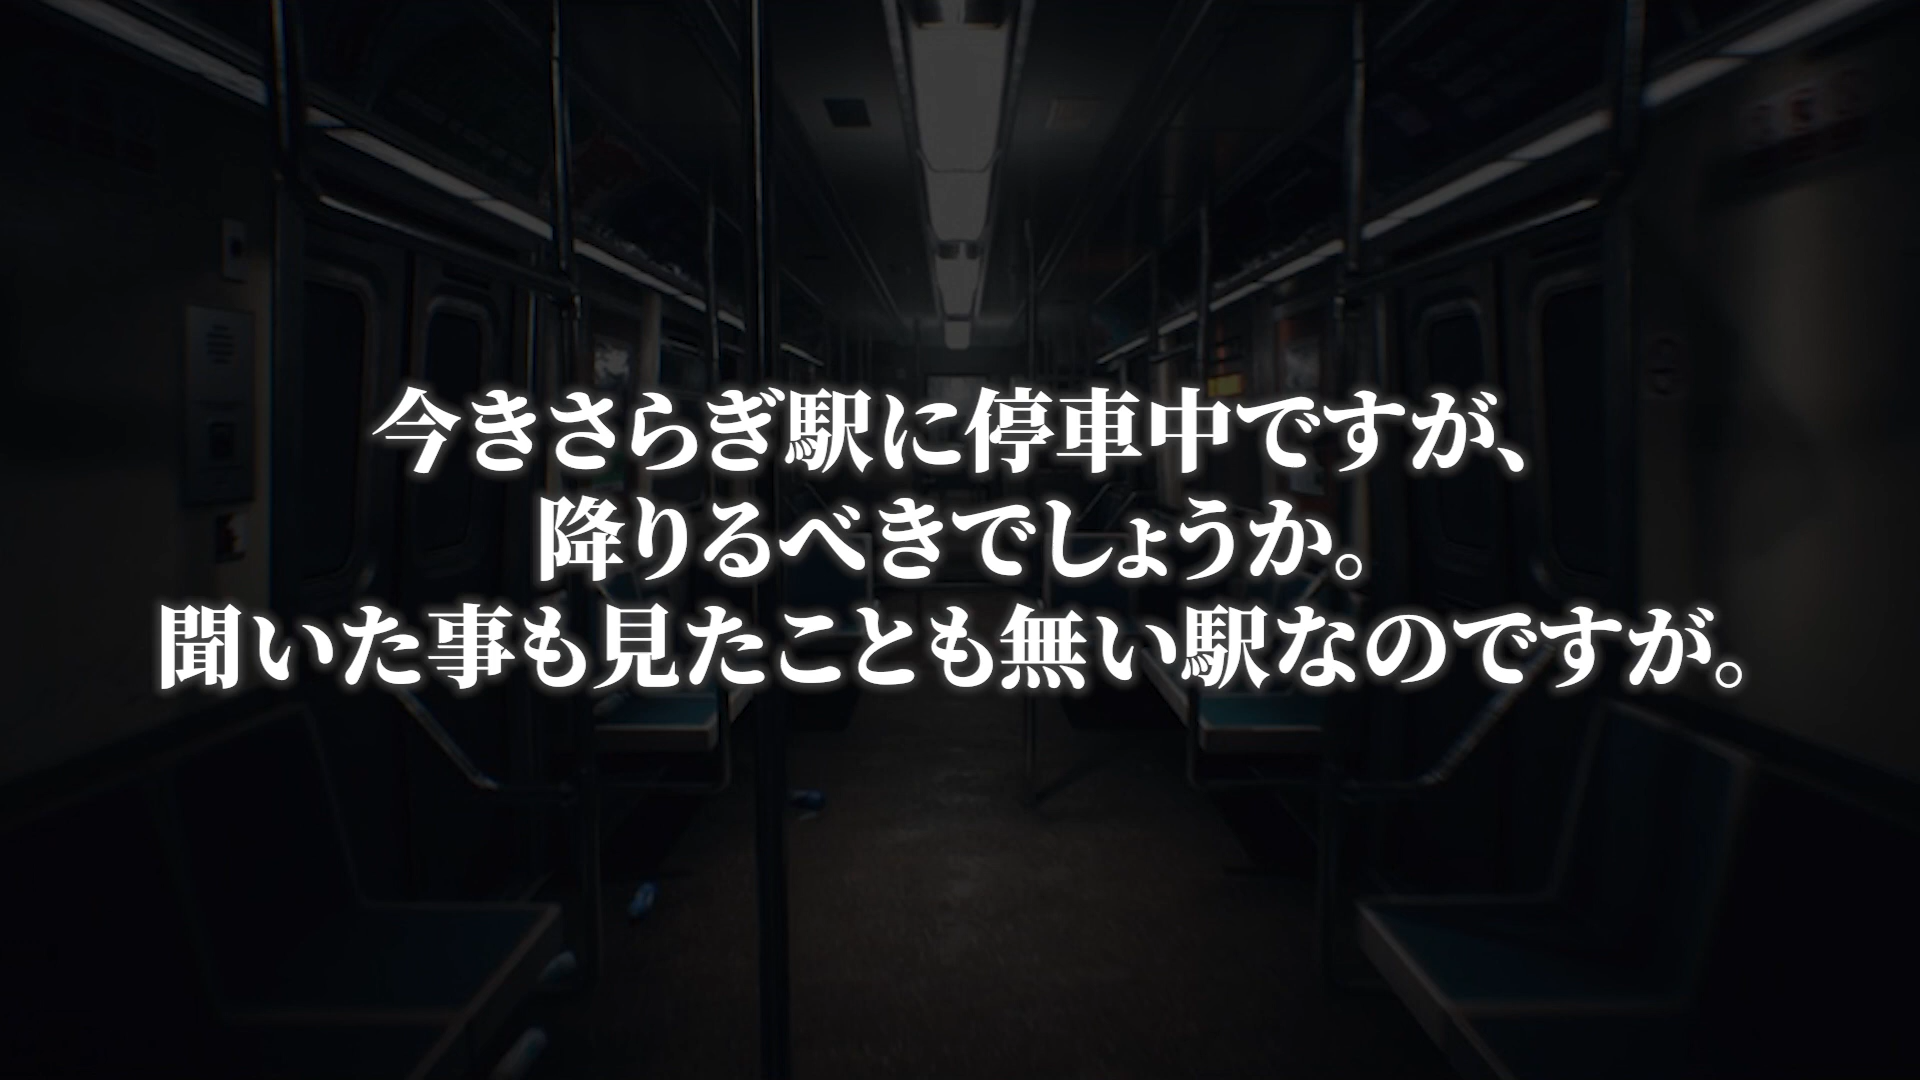 今きさらぎ駅に停車中ですが、
降りるべきでしょうか。
聞いた事も見たことも無い駅なのですが。